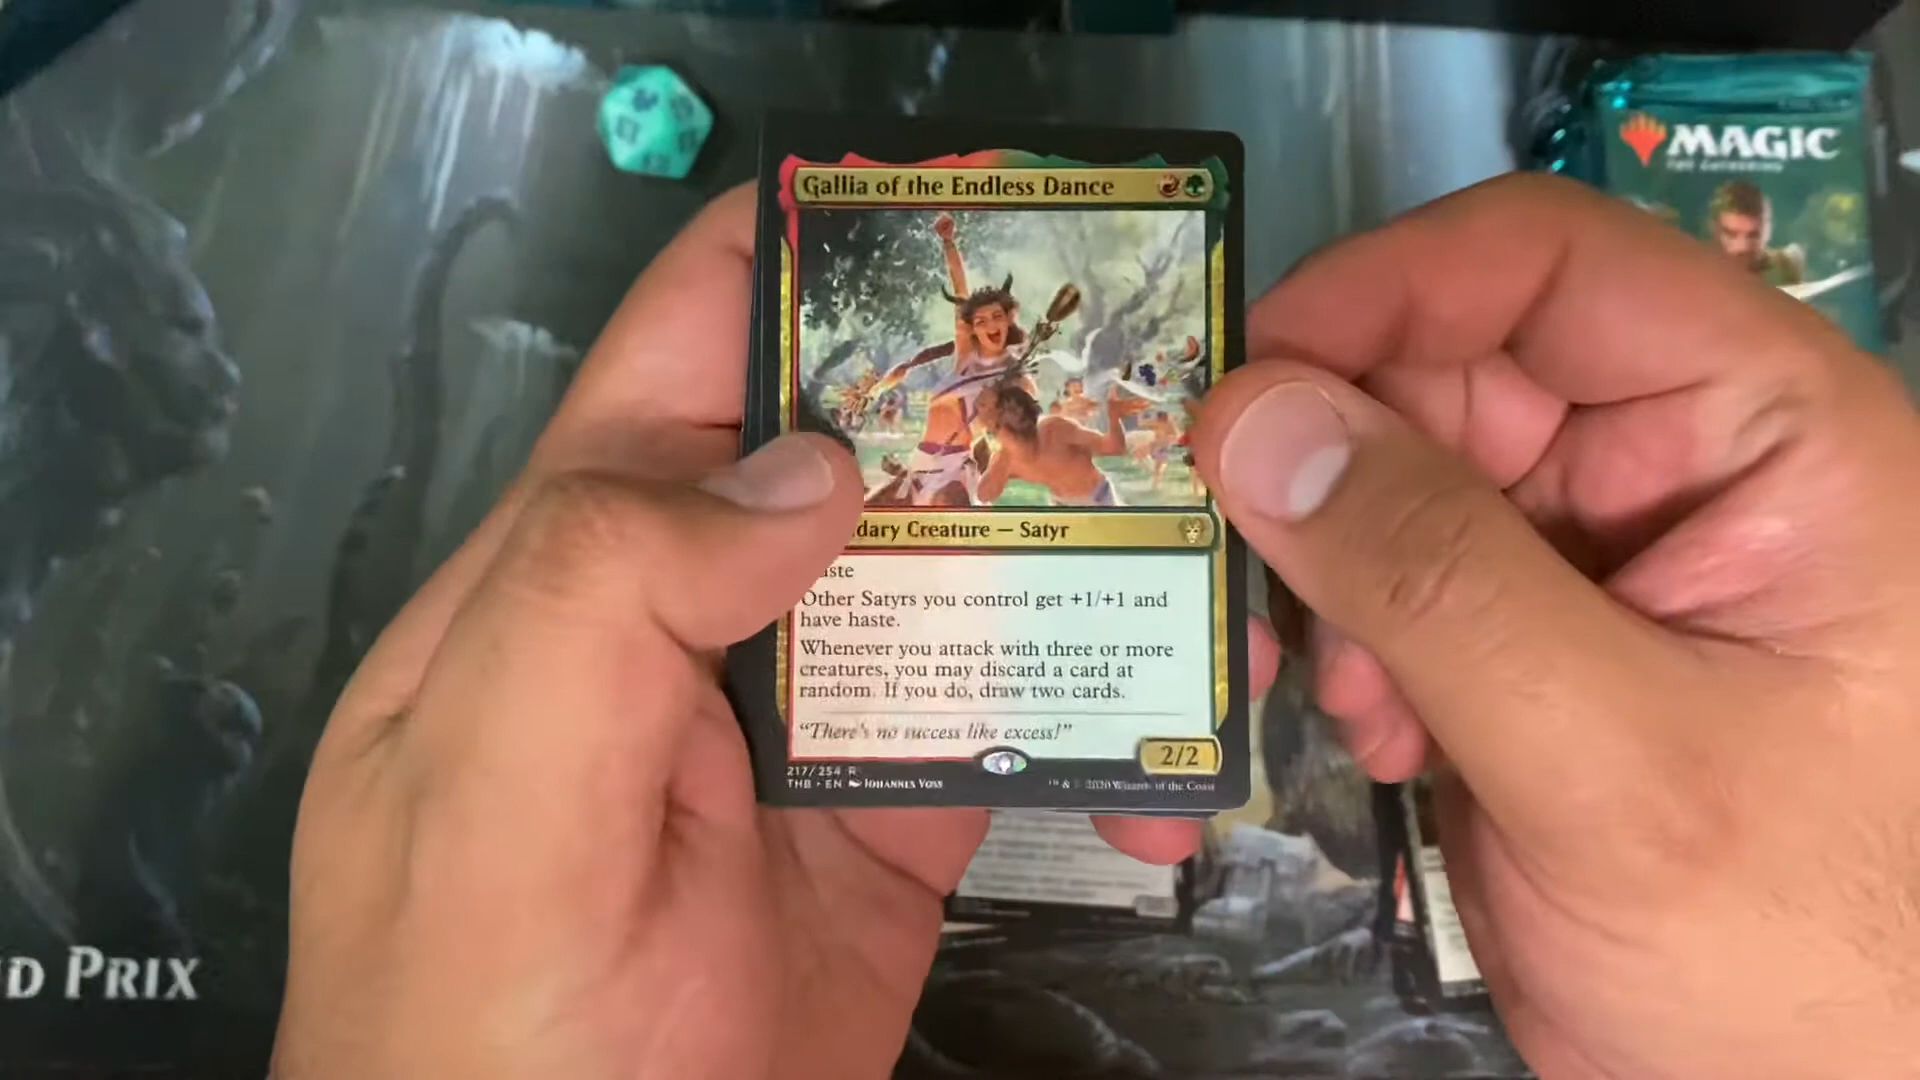 MAGIC
THE GATHERING
Gallia of the Endless Dance
dary Creature — Satyr
aste
Other Satyrs you control get +1/+1 and
have haste.
Whenever you attack with three or more
creatures, you may discard a card at
random. If you do, draw two cards.
“There's no success like excess!”
2/2
217/254 R
THB • EN Johannes Voss
™ & © 2020 Wizards of the Coast
D PRIX